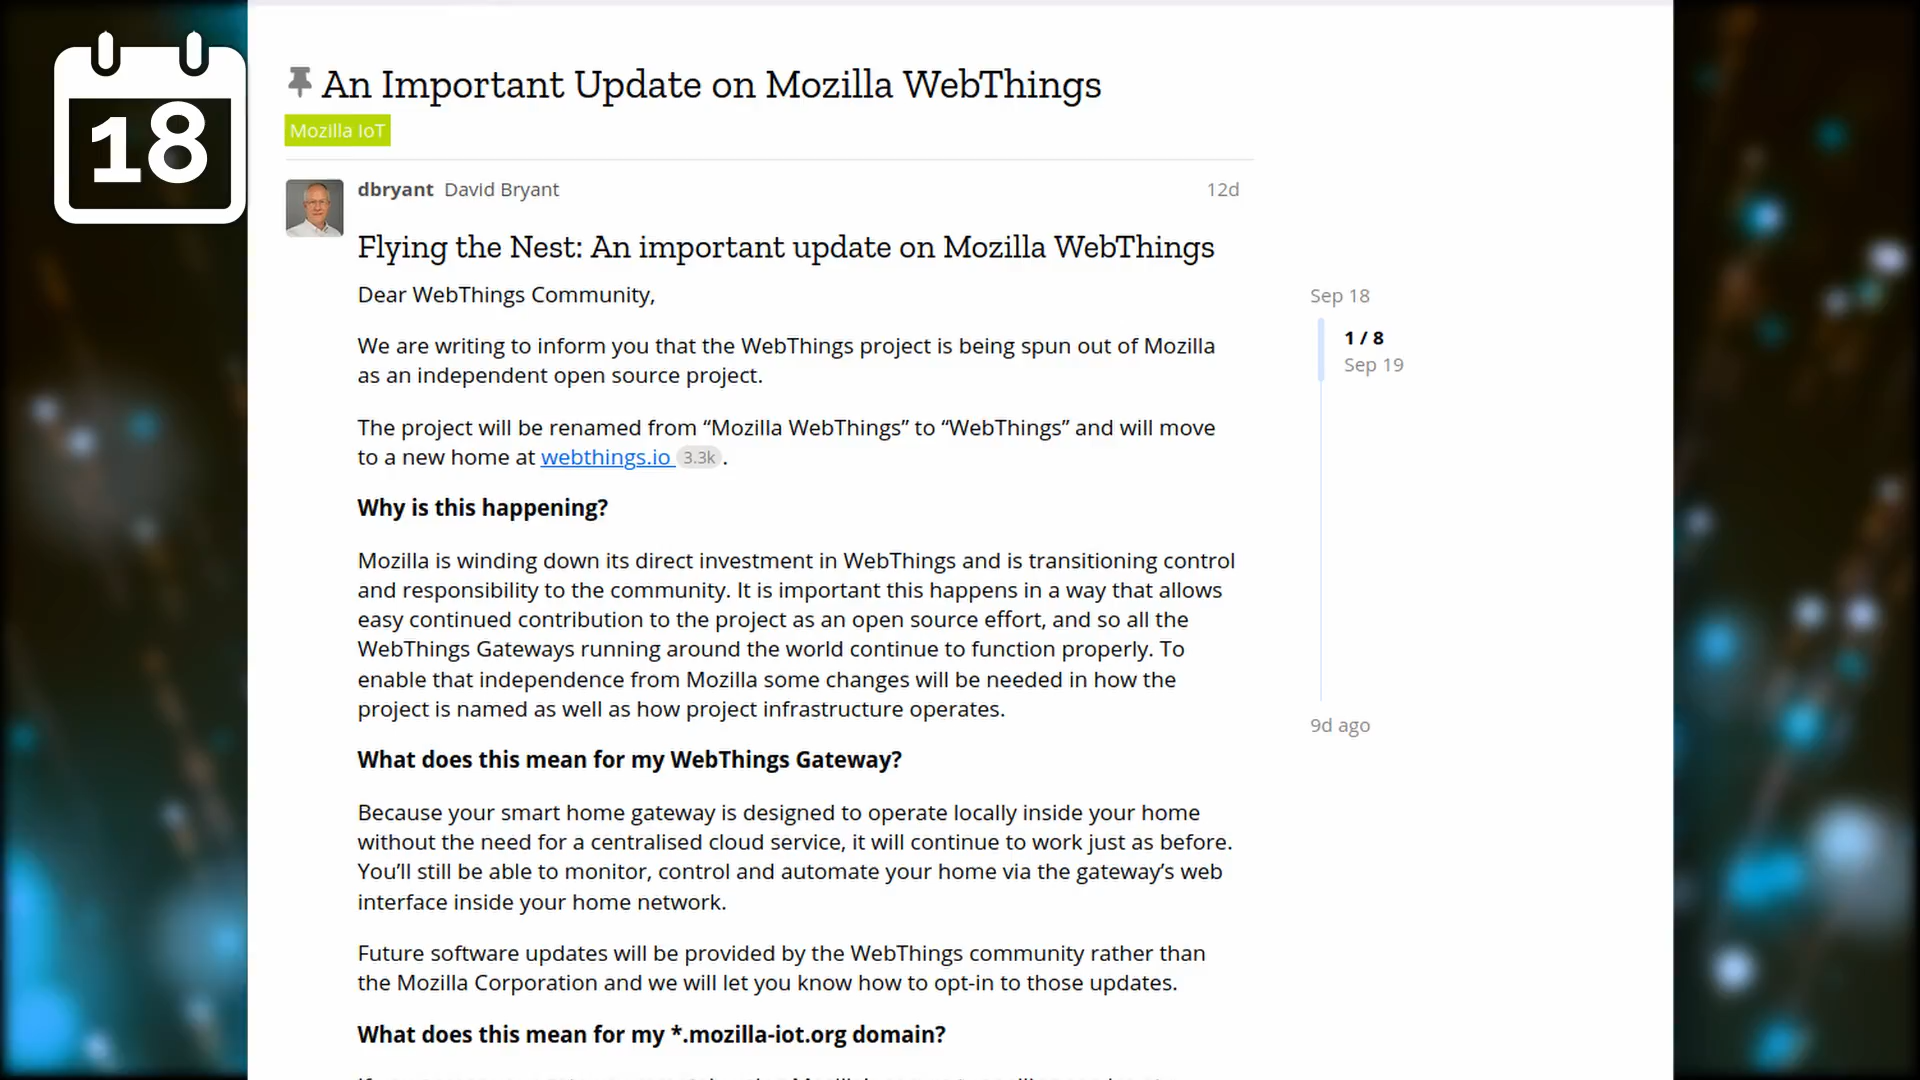 18
An Important Update on Mozilla WebThings
Mozilla IoT
dbryant David Bryant 12d
Flying the Nest: An important update on Mozilla WebThings
Dear WebThings Community,
We are writing to inform you that the WebThings project is being spun out of Mozilla
as an independent open source project.
The project will be renamed from “Mozilla WebThings” to “WebThings” and will move
to a new home at webthings.io 3.3k .
Why is this happening?
Mozilla is winding down its direct investment in WebThings and is transitioning control
and responsibility to the community. It is important this happens in a way that allows
easy continued contribution to the project as an open source effort, and so all the
WebThings Gateways running around the world continue to function properly. To
enable that independence from Mozilla some changes will be needed in how the
project is named as well as how project infrastructure operates.
What does this mean for my WebThings Gateway?
Because your smart home gateway is designed to operate locally inside your home
without the need for a centralised cloud service, it will continue to work just as before.
You’ll still be able to monitor, control and automate your home via the gateway’s web
interface inside your home network.
Future software updates will be provided by the WebThings community rather than
the Mozilla Corporation and we will let you know how to opt-in to those updates.
What does this mean for my *.mozilla-iot.org domain?
Sep 18
1 / 8
Sep 19
9d ago